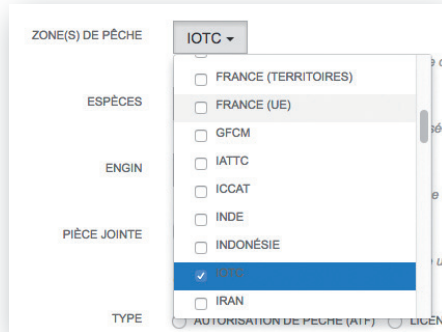 ZONE(S) DE PÊCHE
IOTC
FRANCE (TERRITOIRES)
ESPÈCES
FRANCE (UE)
GFCM
IATTC
ENGIN
ICCAT
INDE
PIÈCE JOINTE
INDONÉSIE
IOTC
IRAN
TYPE
AUTORISATION DE PÊCHE (ATF)